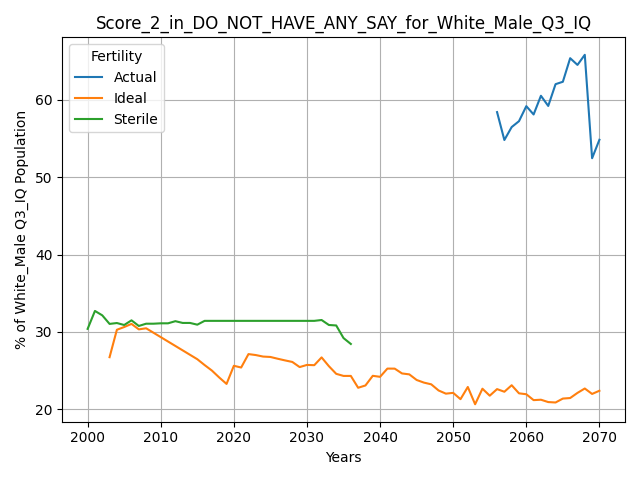 Score_2_in_DO_NOT_HAVE_ANY_SAY_for_White_Male_Q3_IQ
Fertility
Actual
Ideal
Sterile
% of White_Male Q3_IQ Population
60
50
40
30
20
2000 2010 2020 2030 2040 2050 2060 2070
Years